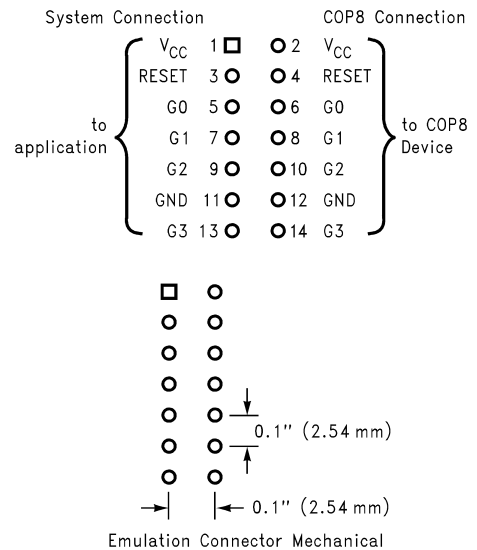 System Connection COP8 Connection
VCC 1 2 VCC
RESET 3 4 RESET
G0 5 6 G0
to application
G1 7 8 G1
to COP8 Device
G2 9 10 G2
GND 11 12 GND
G3 13 14 G3
0.1" (2.54 mm)
0.1" (2.54 mm)
Emulation Connector Mechanical